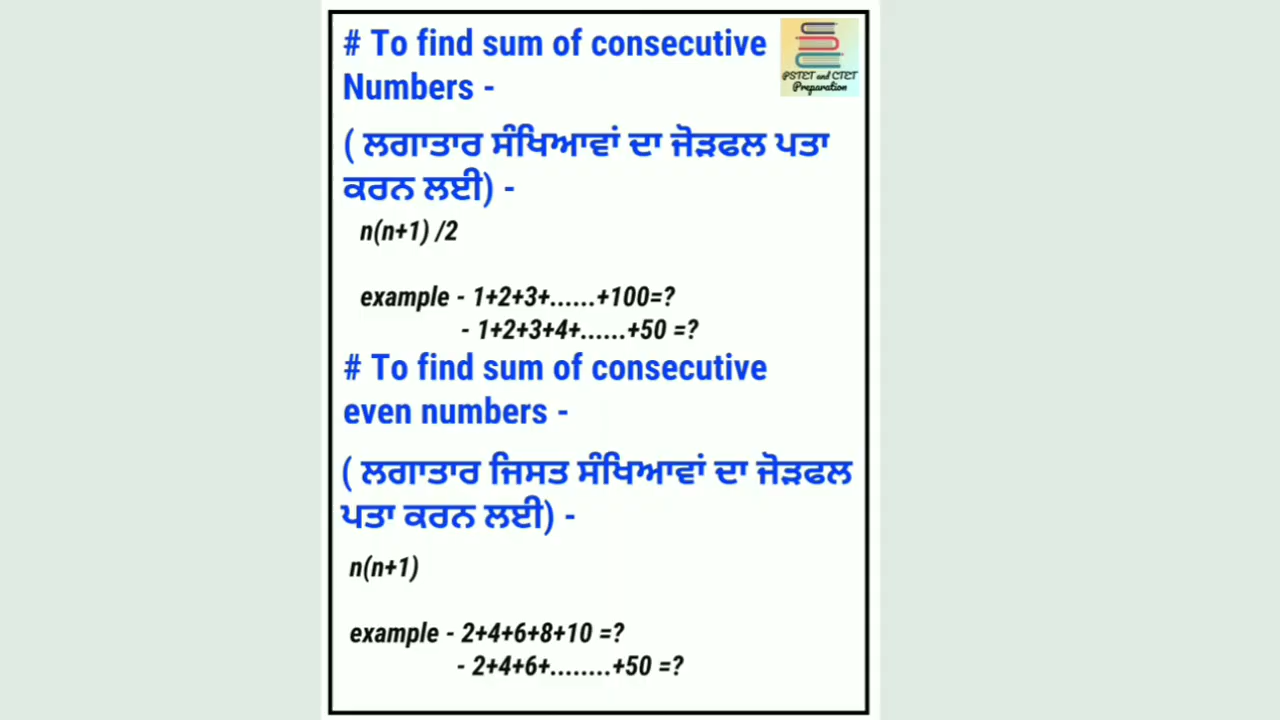 # To find sum of consecutive
Numbers -
PSTET and CTET
Preparation
( ਲਗਾਤਾਰ ਸੰਖਿਆਵਾਂ ਦਾ ਜੋੜਫਲ ਪਤਾ
ਕਰਨ ਲਈ) -
n(n+1) /2
example - 1+2+3+......+100=?
- 1+2+3+4+......+50 =?
# To find sum of consecutive
even numbers -
( ਲਗਾਤਾਰ ਜਿਸਤ ਸੰਖਿਆਵਾਂ ਦਾ ਜੋੜਫਲ
ਪਤਾ ਕਰਨ ਲਈ) -
n(n+1)
example - 2+4+6+8+10 =?
- 2+4+6+........+50 =?